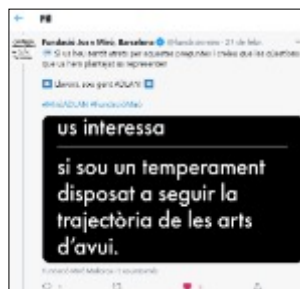 Fundació Joan Miró, Barcelona
Si us heu sentit atrets per aquestes preguntes i creieu que les qüestions
que us hem plantejat us representen
Llavors, sou gent ADLAN!
us interessa
si sou un temperament
disposat a seguir la
trajectòria de les arts
d'avui.